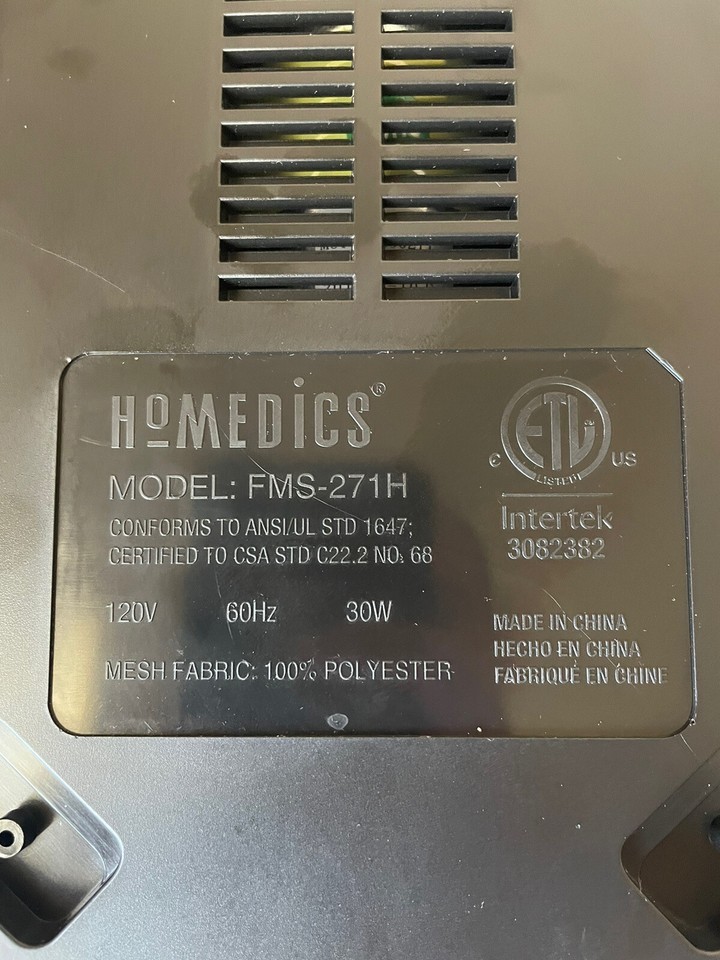 HoMEDiCS®
MODEL: FMS-271H
CONFORMS TO ANSI/UL STD 1647;
CERTIFIED TO CSA STD C22.2 NO. 68
120V 60Hz 30W
MESH FABRIC: 100% POLYESTER
ETL
LISTED
C US
Intertek
3082382
MADE IN CHINA
HECHO EN CHINA
FABRIQUÉ EN CHINE